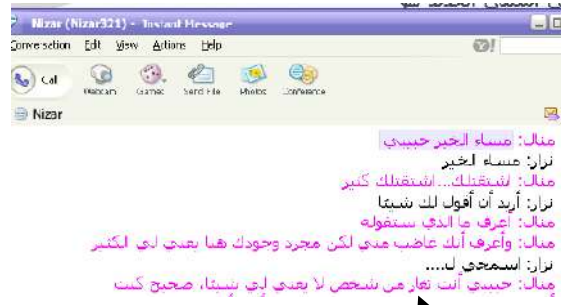 Nizar (Nizar321) - Instant Message
Conversation Edit View Actions Help
Call Webcam Games Send File Photos Conference
Nizar
منال: مساء الخير حبيبي
نزار: مساء الخير
منال: اشتقتلك...اشتقتلك كتير
نزار: أريد أن أقول لك شيئا
منال: أعرف ما الذي ستقوله
منال: وأعرف أنك غاضب مني لكن مجرد وجودك هنا يعني لي الكثير
نزار: اسمحي ل....
منال: حبيبي أنت تغار من شخص لا يعني لي شيئا، صحيح كنت